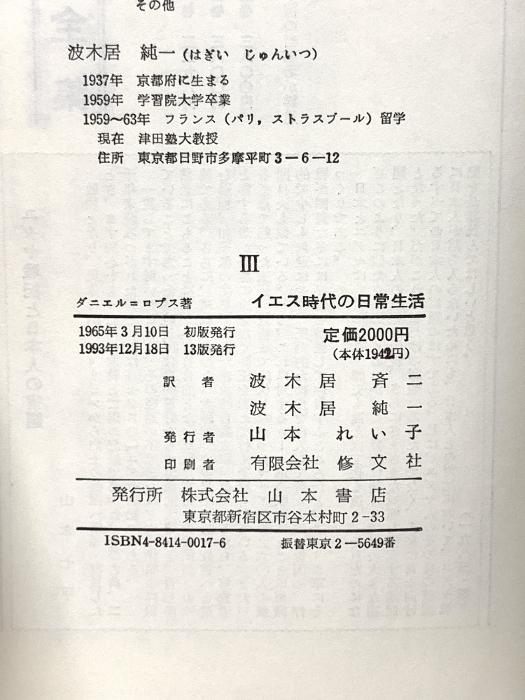 その他
波木居　純一（はぎい　じゅんいつ）
1937年　京都府に生まる
1959年　学習院大学卒業
1959〜63年　フランス（パリ，ストラスブール）留学
現在　津田塾大教授
住所　東京都日野市多摩平町3－6－12
Ⅲ
ダニエル＝ロプス著　イエス時代の日常生活
1965年3月10日　初版発行　定価2000円
1993年12月18日　13版発行　（本体1942円）
訳者　波木居　斉二
波木居　純一
発行者　山本　れい子
印刷者　有限会社　修文社
発行所　株式会社　山本書店
東京都新宿区市谷本村町2-33
ISBN4-8414-0017-6　振替東京2－5649番